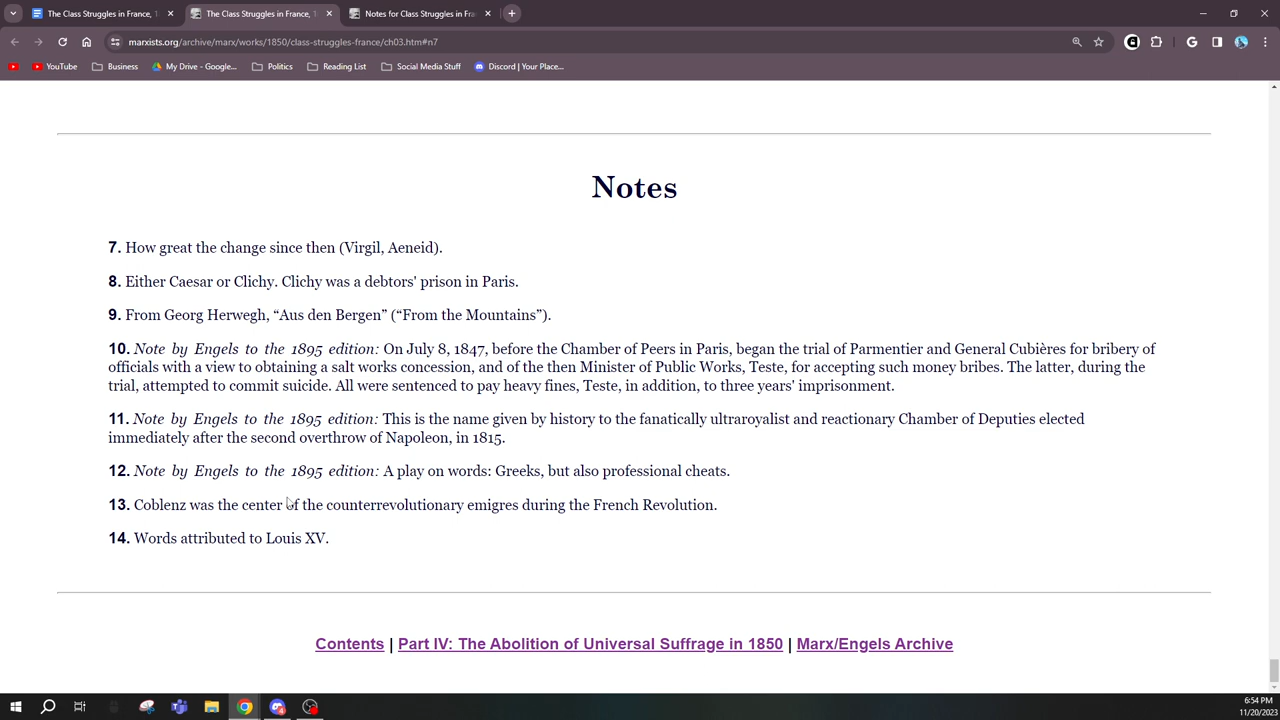 The Class Struggles in France, 1
The Class Struggles in France, 1
Notes for Class Struggles in Fra
marxists.org/archive/marx/works/1850/class-struggles-france/ch03.htm#n7
YouTube
Business
My Drive - Google...
Politics
Reading List
Social Media Stuff
Discord | Your Place...
Notes
7. How great the change since then (Virgil, Aeneid).
8. Either Caesar or Clichy. Clichy was a debtors' prison in Paris.
9. From Georg Herwegh, “Aus den Bergen” (“From the Mountains”).
10. Note by Engels to the 1895 edition: On July 8, 1847, before the Chamber of Peers in Paris, began the trial of Parmentier and General Cubières for bribery of
officials with a view to obtaining a salt works concession, and of the then Minister of Public Works, Teste, for accepting such money bribes. The latter, during the
trial, attempted to commit suicide. All were sentenced to pay heavy fines, Teste, in addition, to three years' imprisonment.
11. Note by Engels to the 1895 edition: This is the name given by history to the fanatically ultraroyalist and reactionary Chamber of Deputies elected
immediately after the second overthrow of Napoleon, in 1815.
12. Note by Engels to the 1895 edition: A play on words: Greeks, but also professional cheats.
13. Coblenz was the center of the counterrevolutionary emigres during the French Revolution.
14. Words attributed to Louis XV.
Contents | Part IV: The Abolition of Universal Suffrage in 1850 | Marx/Engels Archive
6:54 PM
11/20/2023